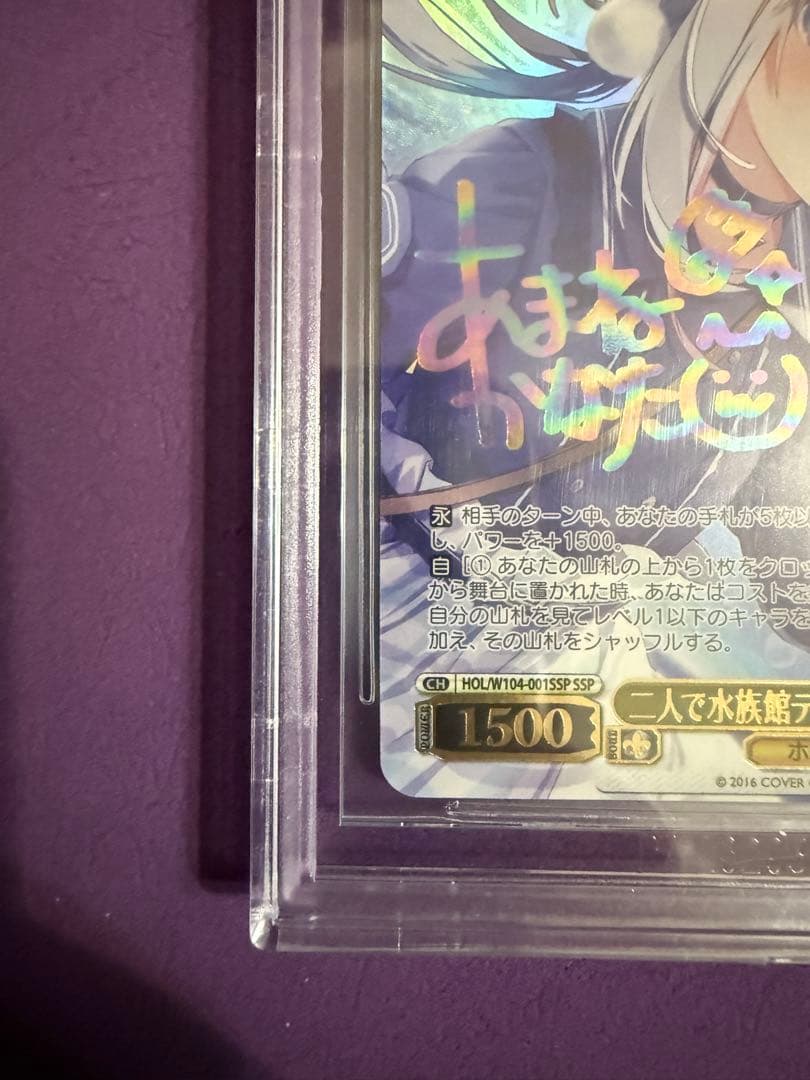 あまね
かなた
永 相手のターン中、あなたの手札が5枚以
し、パワーを+1500。
自 [① あなたの山札の上から1枚をクロッ
から舞台に置かれた時、あなたはコストを
自分の山札を見てレベル1以下のキャラを
加え、その山札をシャッフルする。
CH HOL/W104-001SSP SSP
二人で水族館デ
POWER 1500 SOUL
ホ
© 2016 COVER